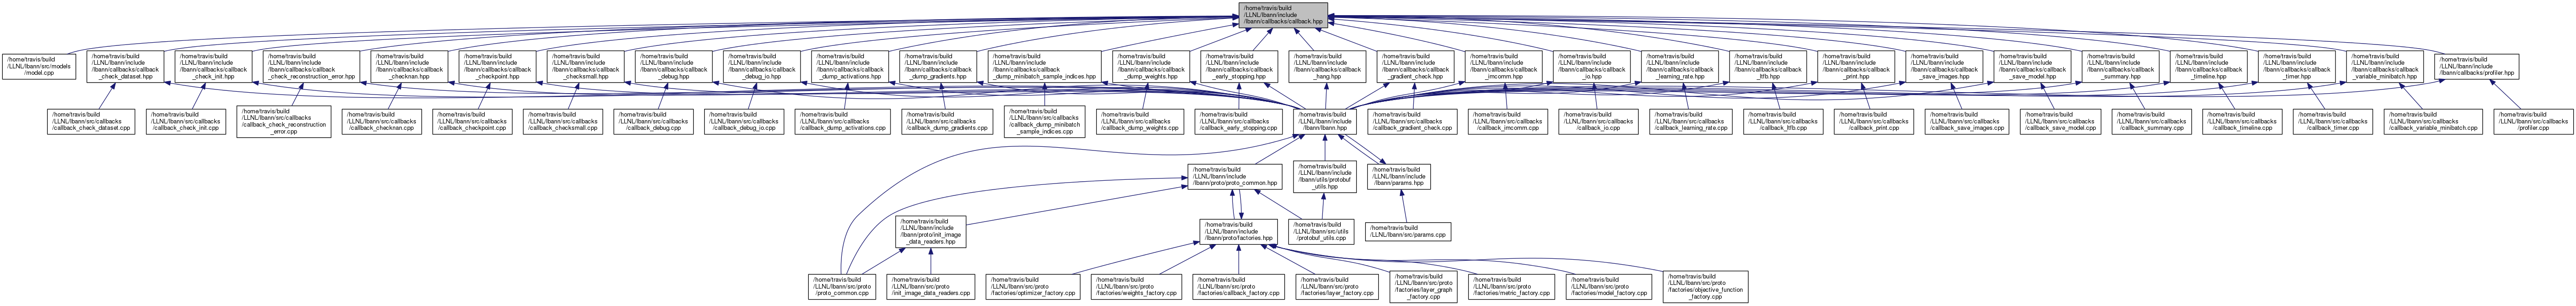 /home/travis/build
/LLNL/lbann/include
/lbann/callbacks/callback.hpp
/home/travis/build
/LLNL/lbann/src/models
/model.cpp
/home/travis/build
/LLNL/lbann/include
/lbann/callbacks/callback
_check_dataset.hpp
/home/travis/build
/LLNL/lbann/include
/lbann/callbacks/callback
_check_init.hpp
/home/travis/build
/LLNL/lbann/include
/lbann/callbacks/callback
_check_reconstruction_error.hpp
/home/travis/build
/LLNL/lbann/include
/lbann/callbacks/callback
_checknan.hpp
/home/travis/build
/LLNL/lbann/include
/lbann/callbacks/callback
_checkpoint.hpp
/home/travis/build
/LLNL/lbann/include
/lbann/callbacks/callback
_checksmall.hpp
/home/travis/build
/LLNL/lbann/include
/lbann/callbacks/callback
_debug.hpp
/home/travis/build
/LLNL/lbann/include
/lbann/callbacks/callback
_debug_io.hpp
/home/travis/build
/LLNL/lbann/include
/lbann/callbacks/callback
_dump_activations.hpp
/home/travis/build
/LLNL/lbann/include
/lbann/callbacks/callback
_dump_gradients.hpp
/home/travis/build
/LLNL/lbann/include
/lbann/callbacks/callback
_dump_minibatch_sample_indices.hpp
/home/travis/build
/LLNL/lbann/include
/lbann/callbacks/callback
_dump_weights.hpp
/home/travis/build
/LLNL/lbann/include
/lbann/callbacks/callback
_early_stopping.hpp
/home/travis/build
/LLNL/lbann/include
/lbann/callbacks/callback
_hang.hpp
/home/travis/build
/LLNL/lbann/include
/lbann/callbacks/callback
_gradient_check.hpp
/home/travis/build
/LLNL/lbann/include
/lbann/callbacks/callback
_imcomm.hpp
/home/travis/build
/LLNL/lbann/include
/lbann/callbacks/callback
_io.hpp
/home/travis/build
/LLNL/lbann/include
/lbann/callbacks/callback
_learning_rate.hpp
/home/travis/build
/LLNL/lbann/include
/lbann/callbacks/callback
_ltfb.hpp
/home/travis/build
/LLNL/lbann/include
/lbann/callbacks/callback
_print.hpp
/home/travis/build
/LLNL/lbann/include
/lbann/callbacks/callback
_save_images.hpp
/home/travis/build
/LLNL/lbann/include
/lbann/callbacks/callback
_save_model.hpp
/home/travis/build
/LLNL/lbann/include
/lbann/callbacks/callback
_summary.hpp
/home/travis/build
/LLNL/lbann/include
/lbann/callbacks/callback
_timeline.hpp
/home/travis/build
/LLNL/lbann/include
/lbann/callbacks/callback
_timer.hpp
/home/travis/build
/LLNL/lbann/include
/lbann/callbacks/callback
_variable_minibatch.hpp
/home/travis/build
/LLNL/lbann/include
/lbann/callbacks/profiler.hpp
/home/travis/build
/LLNL/lbann/src/callbacks
/callback_check_dataset.cpp
/home/travis/build
/LLNL/lbann/src/callbacks
/callback_check_init.cpp
/home/travis/build
/LLNL/lbann/src/callbacks
/callback_check_reconstruction
_error.cpp
/home/travis/build
/LLNL/lbann/src/callbacks
/callback_checknan.cpp
/home/travis/build
/LLNL/lbann/src/callbacks
/callback_checkpoint.cpp
/home/travis/build
/LLNL/lbann/src/callbacks
/callback_checksmall.cpp
/home/travis/build
/LLNL/lbann/src/callbacks
/callback_debug.cpp
/home/travis/build
/LLNL/lbann/src/callbacks
/callback_debug_io.cpp
/home/travis/build
/LLNL/lbann/src/callbacks
/callback_dump_activations.cpp
/home/travis/build
/LLNL/lbann/src/callbacks
/callback_dump_gradients.cpp
/home/travis/build
/LLNL/lbann/src/callbacks
/callback_dump_minibatch
_sample_indices.cpp
/home/travis/build
/LLNL/lbann/src/callbacks
/callback_dump_weights.cpp
/home/travis/build
/LLNL/lbann/src/callbacks
/callback_early_stopping.cpp
/home/travis/build
/LLNL/lbann/include
/lbann/lbann.hpp
/home/travis/build
/LLNL/lbann/src/callbacks
/callback_gradient_check.cpp
/home/travis/build
/LLNL/lbann/src/callbacks
/callback_imcomm.cpp
/home/travis/build
/LLNL/lbann/src/callbacks
/callback_io.cpp
/home/travis/build
/LLNL/lbann/src/callbacks
/callback_learning_rate.cpp
/home/travis/build
/LLNL/lbann/src/callbacks
/callback_ltfb.cpp
/home/travis/build
/LLNL/lbann/src/callbacks
/callback_print.cpp
/home/travis/build
/LLNL/lbann/src/callbacks
/callback_save_images.cpp
/home/travis/build
/LLNL/lbann/src/callbacks
/callback_save_model.cpp
/home/travis/build
/LLNL/lbann/src/callbacks
/callback_summary.cpp
/home/travis/build
/LLNL/lbann/src/callbacks
/callback_timeline.cpp
/home/travis/build
/LLNL/lbann/src/callbacks
/callback_timer.cpp
/home/travis/build
/LLNL/lbann/src/callbacks
/callback_variable_minibatch.cpp
/home/travis/build
/LLNL/lbann/src/callbacks
/profiler.cpp
/home/travis/build
/LLNL/lbann/include
/lbann/proto/proto_common.hpp
/home/travis/build
/LLNL/lbann/include
/lbann/utils/protobuf
_utils.hpp
/home/travis/build
/LLNL/lbann/include
/lbann/params.hpp
/home/travis/build
/LLNL/lbann/include
/lbann/proto/init_image
_data_readers.hpp
/home/travis/build
/LLNL/lbann/include
/lbann/proto/factories.hpp
/home/travis/build
/LLNL/lbann/src/utils
/protobuf_utils.cpp
/home/travis/build
/LLNL/lbann/src/params.cpp
/home/travis/build
/LLNL/lbann/src/proto
/proto_common.cpp
/home/travis/build
/LLNL/lbann/src/proto
/init_image_data_readers.cpp
/home/travis/build
/LLNL/lbann/src/proto
/factories/optimizer_factory.cpp
/home/travis/build
/LLNL/lbann/src/proto
/factories/weights_factory.cpp
/home/travis/build
/LLNL/lbann/src/proto
/factories/callback_factory.cpp
/home/travis/build
/LLNL/lbann/src/proto
/factories/layer_factory.cpp
/home/travis/build
/LLNL/lbann/src/proto
/factories/layer_graph
_factory.cpp
/home/travis/build
/LLNL/lbann/src/proto
/factories/metric_factory.cpp
/home/travis/build
/LLNL/lbann/src/proto
/factories/model_factory.cpp
/home/travis/build
/LLNL/lbann/src/proto
/factories/objective_function
_factory.cpp